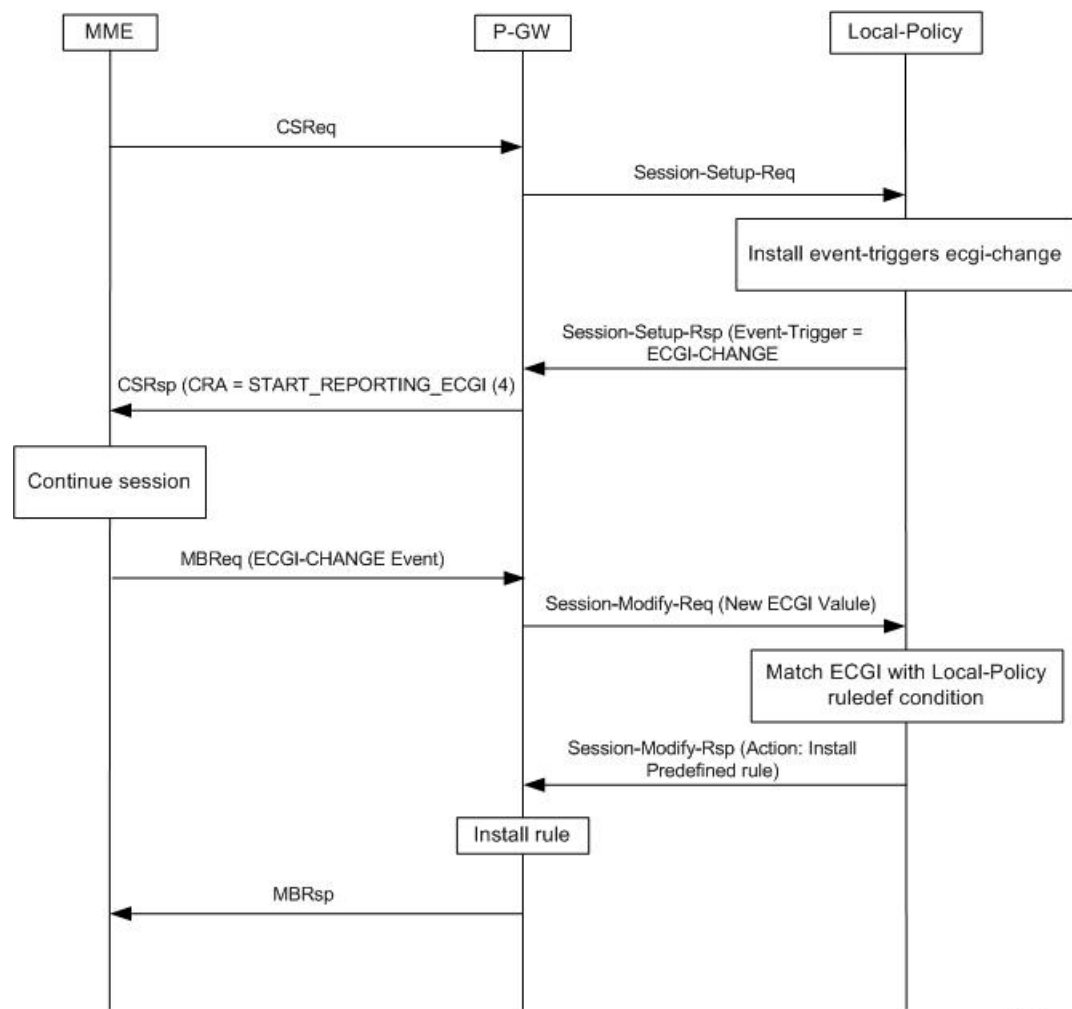 MME
P-GW
Local-Policy
CSReq
Session-Setup-Req
Install event-triggers ecgi-change
Session-Setup-Rsp (Event-Trigger =
ECGI-CHANGE
CSRsp (CRA = START_REPORTING_ECGI (4)
Continue session
MBReq (ECGI-CHANGE Event)
Session-Modify-Req (New ECGI Valule)
Match ECGI with Local-Policy
ruledef condition
Session-Modify-Rsp (Action: Install
Predefined rule)
Install rule
MBRsp